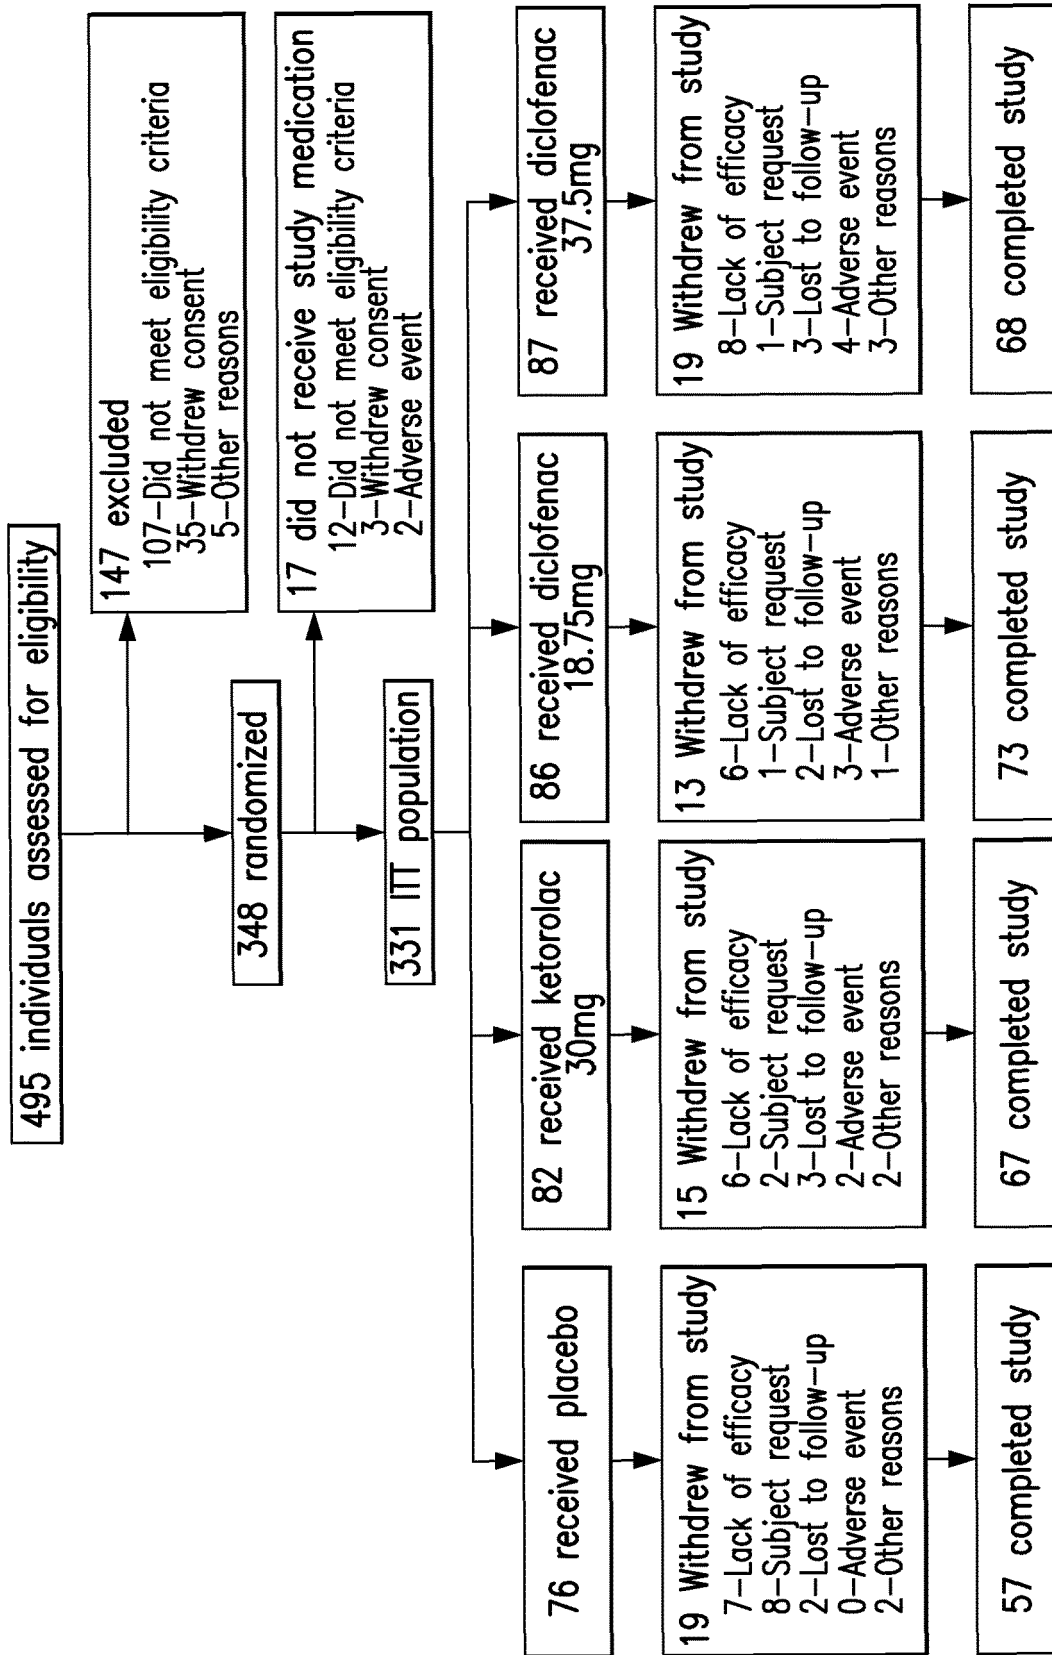 495 individuals assessed for eligibility
147 excluded
107-Did not meet eligibility criteria
35-Withdrew consent
5-Other reasons
348 randomized
17 did not receive study medication
12-Did not meet eligibility criteria
3-Withdrew consent
2-Adverse event
331 ITT population
76 received placebo
82 received ketorolac
30mg
86 received diclofenac
18.75mg
87 received diclofenac
37.5mg
19 Withdrew from study
7-Lack of efficacy
8-Subject request
2-Lost to follow-up
0-Adverse event
2-Other reasons
15 Withdrew from study
6-Lack of efficacy
2-Subject request
3-Lost to follow-up
2-Adverse event
2-Other reasons
13 Withdrew from study
6-Lack of efficacy
1-Subject request
2-Lost to follow-up
3-Adverse event
1-Other reasons
19 Withdrew from study
8-Lack of efficacy
1-Subject request
3-Lost to follow-up
4-Adverse event
3-Other reasons
57 completed study
67 completed study
73 completed study
68 completed study